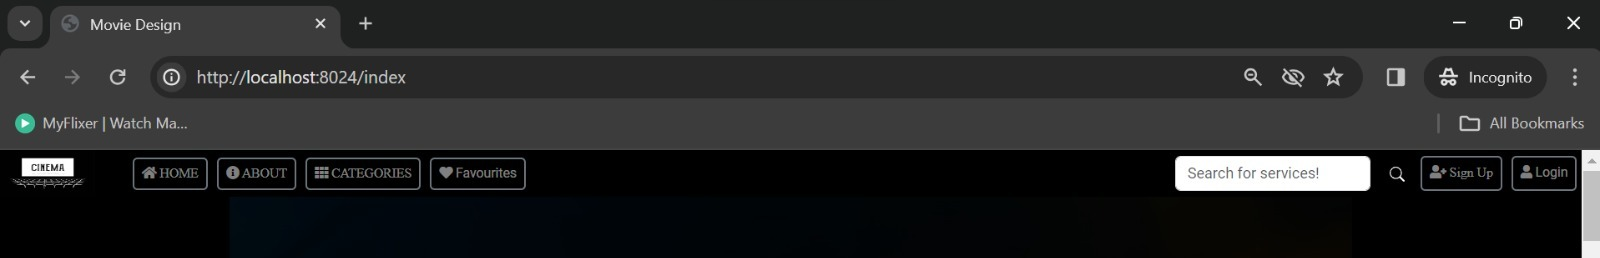 Movie Design
http://localhost:8024/index
Incognito
MyFlixer | Watch Ma...
All Bookmarks
CINEMA HOME ABOUT CATEGORIES Favourites Search for services! Sign Up Login